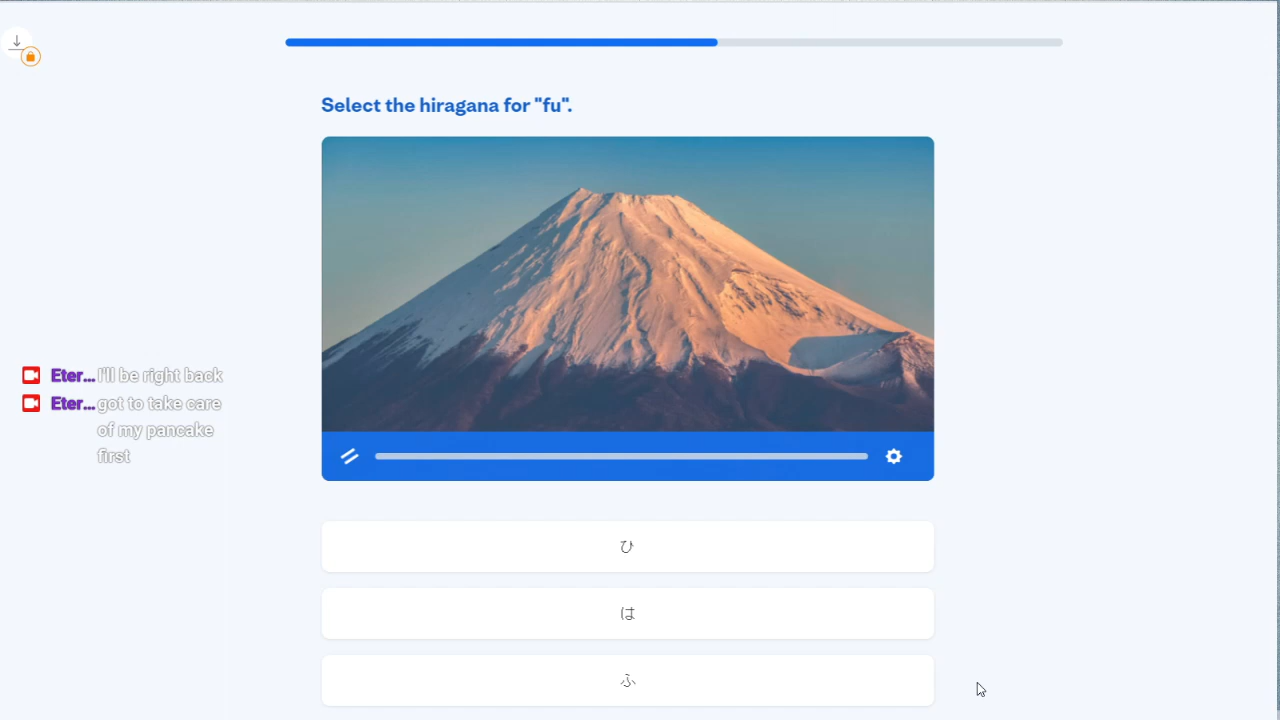 Select the hiragana for "fu".
Eter... I'll be right back
Eter... got to take care
of my pancake
first
ひ
は
ふ